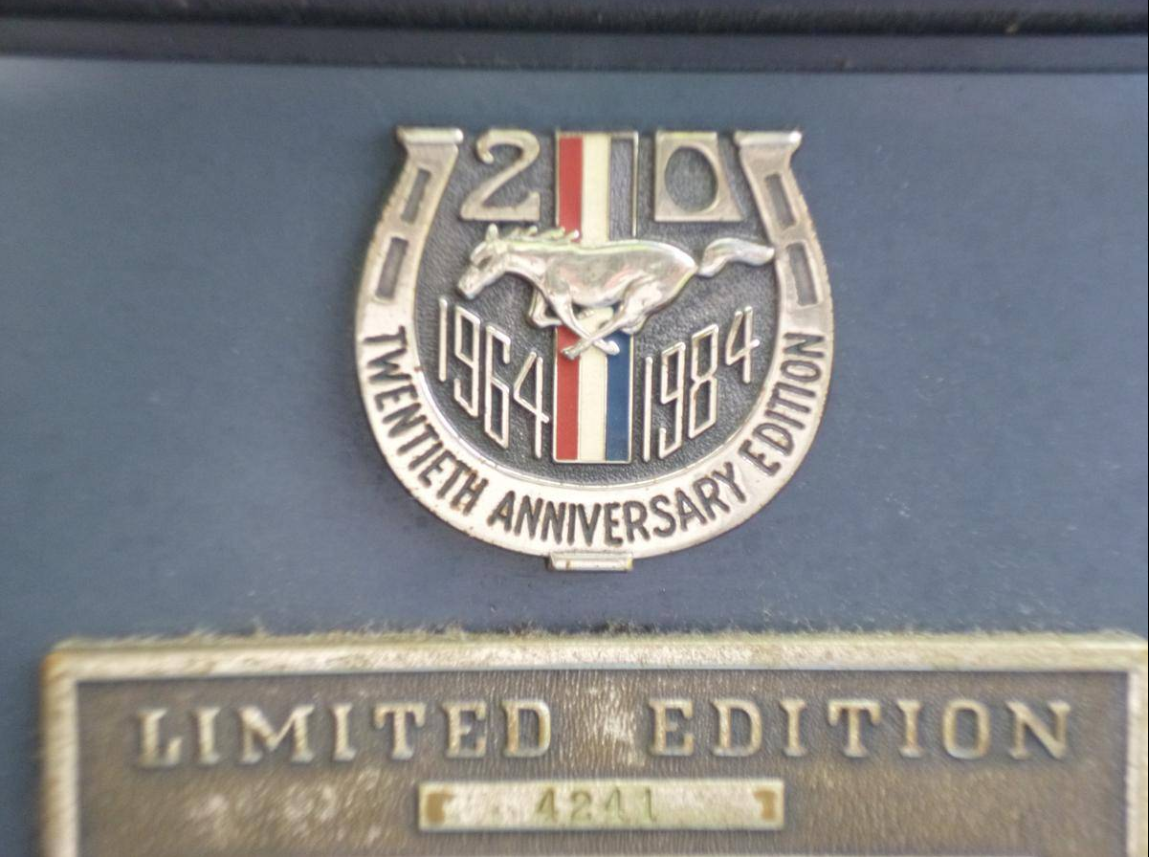 20
1964 1984
TWENTIETH ANNIVERSARY EDITION
LIMITED EDITION
4241